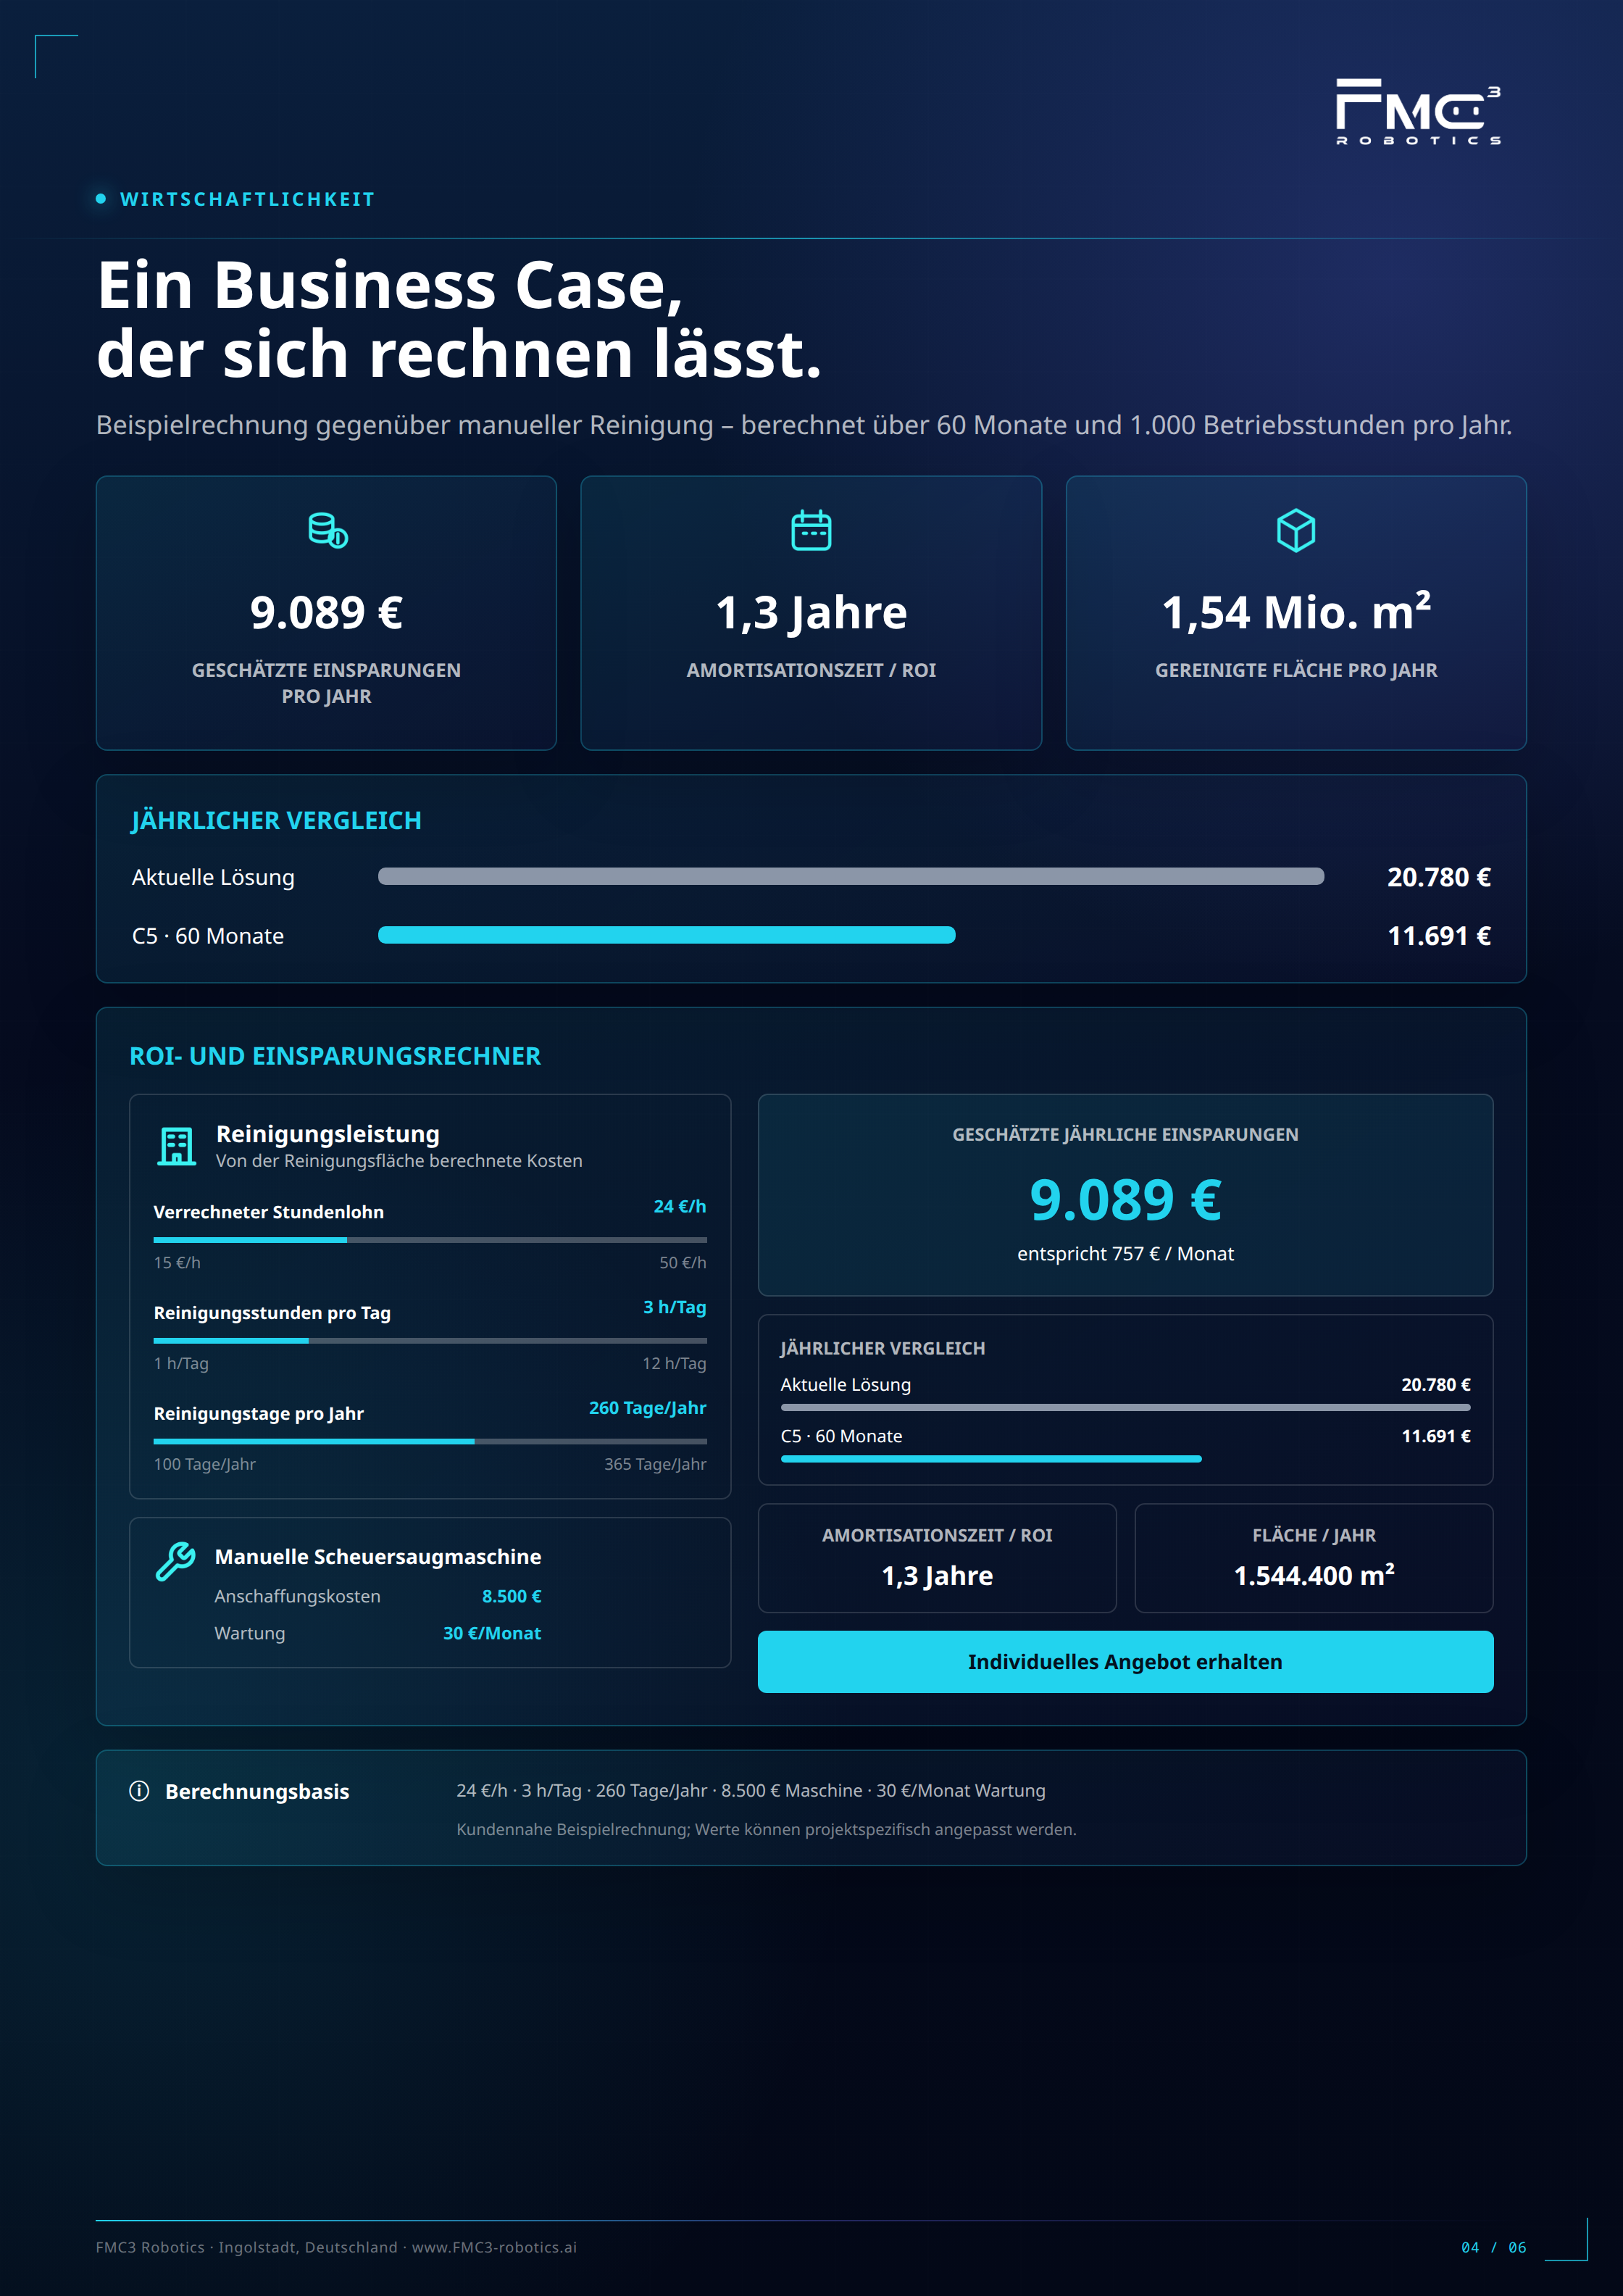 FMC3
ROBOTICS
WIRTSCHAFTLICHKEIT
Ein Business Case,
der sich rechnen lässt.
Beispielrechnung gegenüber manueller Reinigung – berechnet über 60 Monate und 1.000 Betriebsstunden pro Jahr.
9.089 €
GESCHÄTZTE EINSPARUNGEN
PRO JAHR
1,3 Jahre
AMORTISATIONSZEIT / ROI
1,54 Mio. m²
GEREINIGTE FLÄCHE PRO JAHR
JÄHRLICHER VERGLEICH
Aktuelle Lösung 20.780 €
C5 · 60 Monate 11.691 €
ROI- UND EINSPARUNGSRECHNER
Reinigungsleistung
Von der Reinigungsfläche berechnete Kosten
Verrechneter Stundenlohn 24 €/h
15 €/h 50 €/h
Reinigungsstunden pro Tag 3 h/Tag
1 h/Tag 12 h/Tag
Reinigungstage pro Jahr 260 Tage/Jahr
100 Tage/Jahr 365 Tage/Jahr
Manuelle Scheuersaugmaschine
Anschaffungskosten 8.500 €
Wartung 30 €/Monat
GESCHÄTZTE JÄHRLICHE EINSPARUNGEN
9.089 €
entspricht 757 € / Monat
JÄHRLICHER VERGLEICH
Aktuelle Lösung 20.780 €
C5 · 60 Monate 11.691 €
AMORTISATIONSZEIT / ROI
1,3 Jahre
FLÄCHE / JAHR
1.544.400 m²
Individuelles Angebot erhalten
Berechnungsbasis
24 €/h · 3 h/Tag · 260 Tage/Jahr · 8.500 € Maschine · 30 €/Monat Wartung
Kundennahe Beispielrechnung; Werte können projektspezifisch angepasst werden.
FMC3 Robotics · Ingolstadt, Deutschland · www.FMC3-robotics.ai
04 / 06